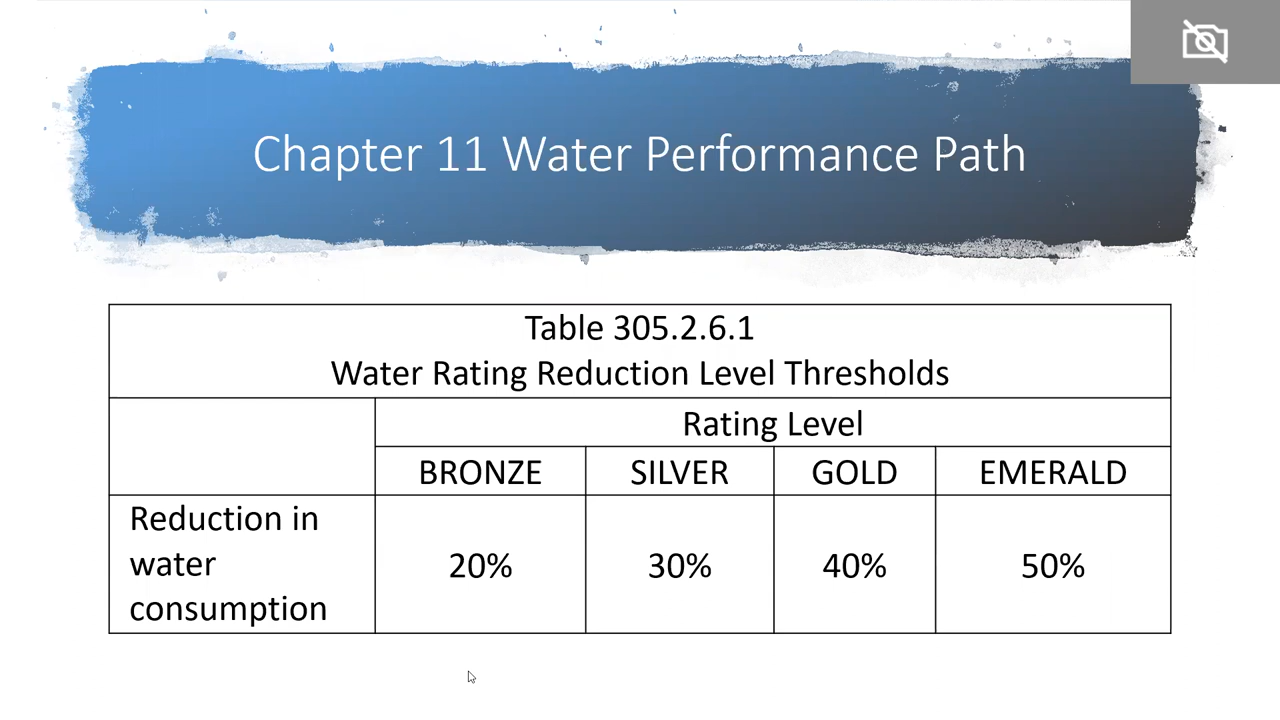 Chapter 11 Water Performance Path
Table 305.2.6.1
Water Rating Reduction Level Thresholds
Rating Level
BRONZE SILVER GOLD EMERALD
Reduction in
water
consumption
20% 30% 40% 50%